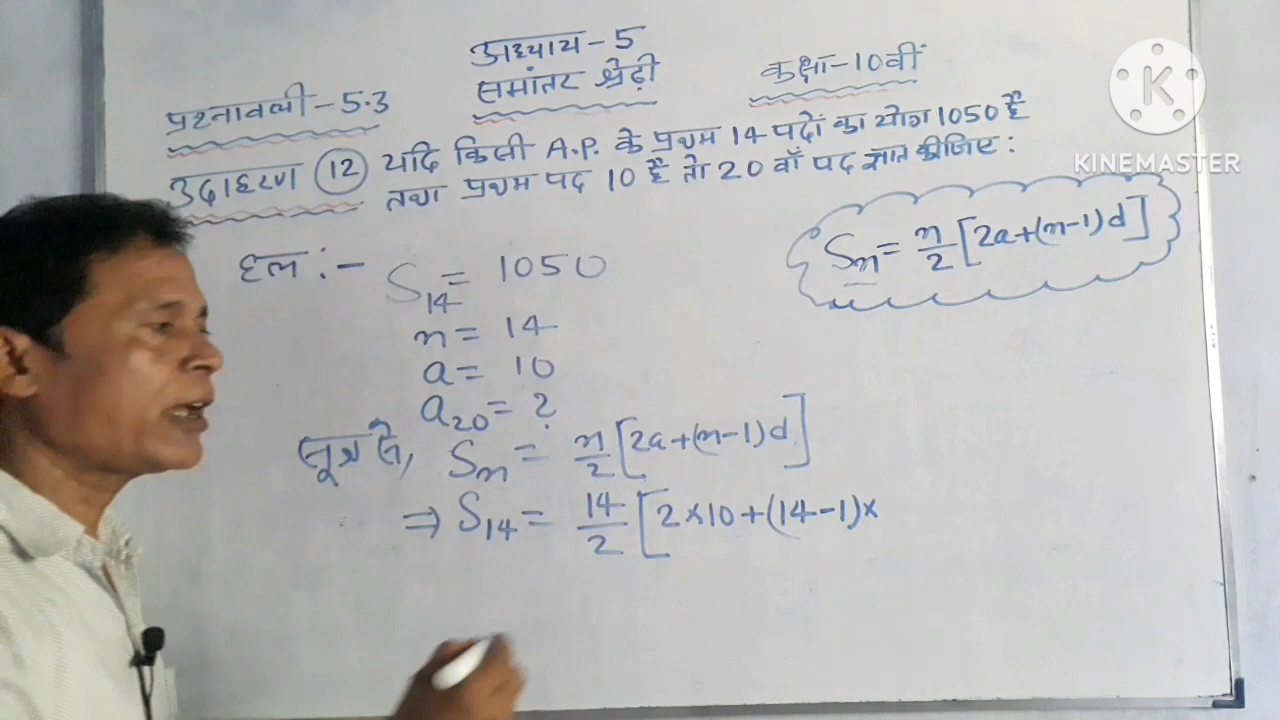 अध्याय-5
समांतर श्रेढ़ी
कक्षा-10वीं
प्रश्नावली-5.3
K
KINEMASTER
उदाहरण 12 यदि किसी A.P. के प्रथम 14 पदों का योग 1050 है
तथा प्रथम पद 10 है तो 20 वाँ पद ज्ञात कीजिए:
Sn = n/2 [2a+(n-1)d]
हल :- S14 = 1050
n = 14
a = 10
a20 = ?
सूत्र से, Sn = n/2 [2a+(n-1)d]
⇒ S14 = 14/2 [2×10+(14-1)×